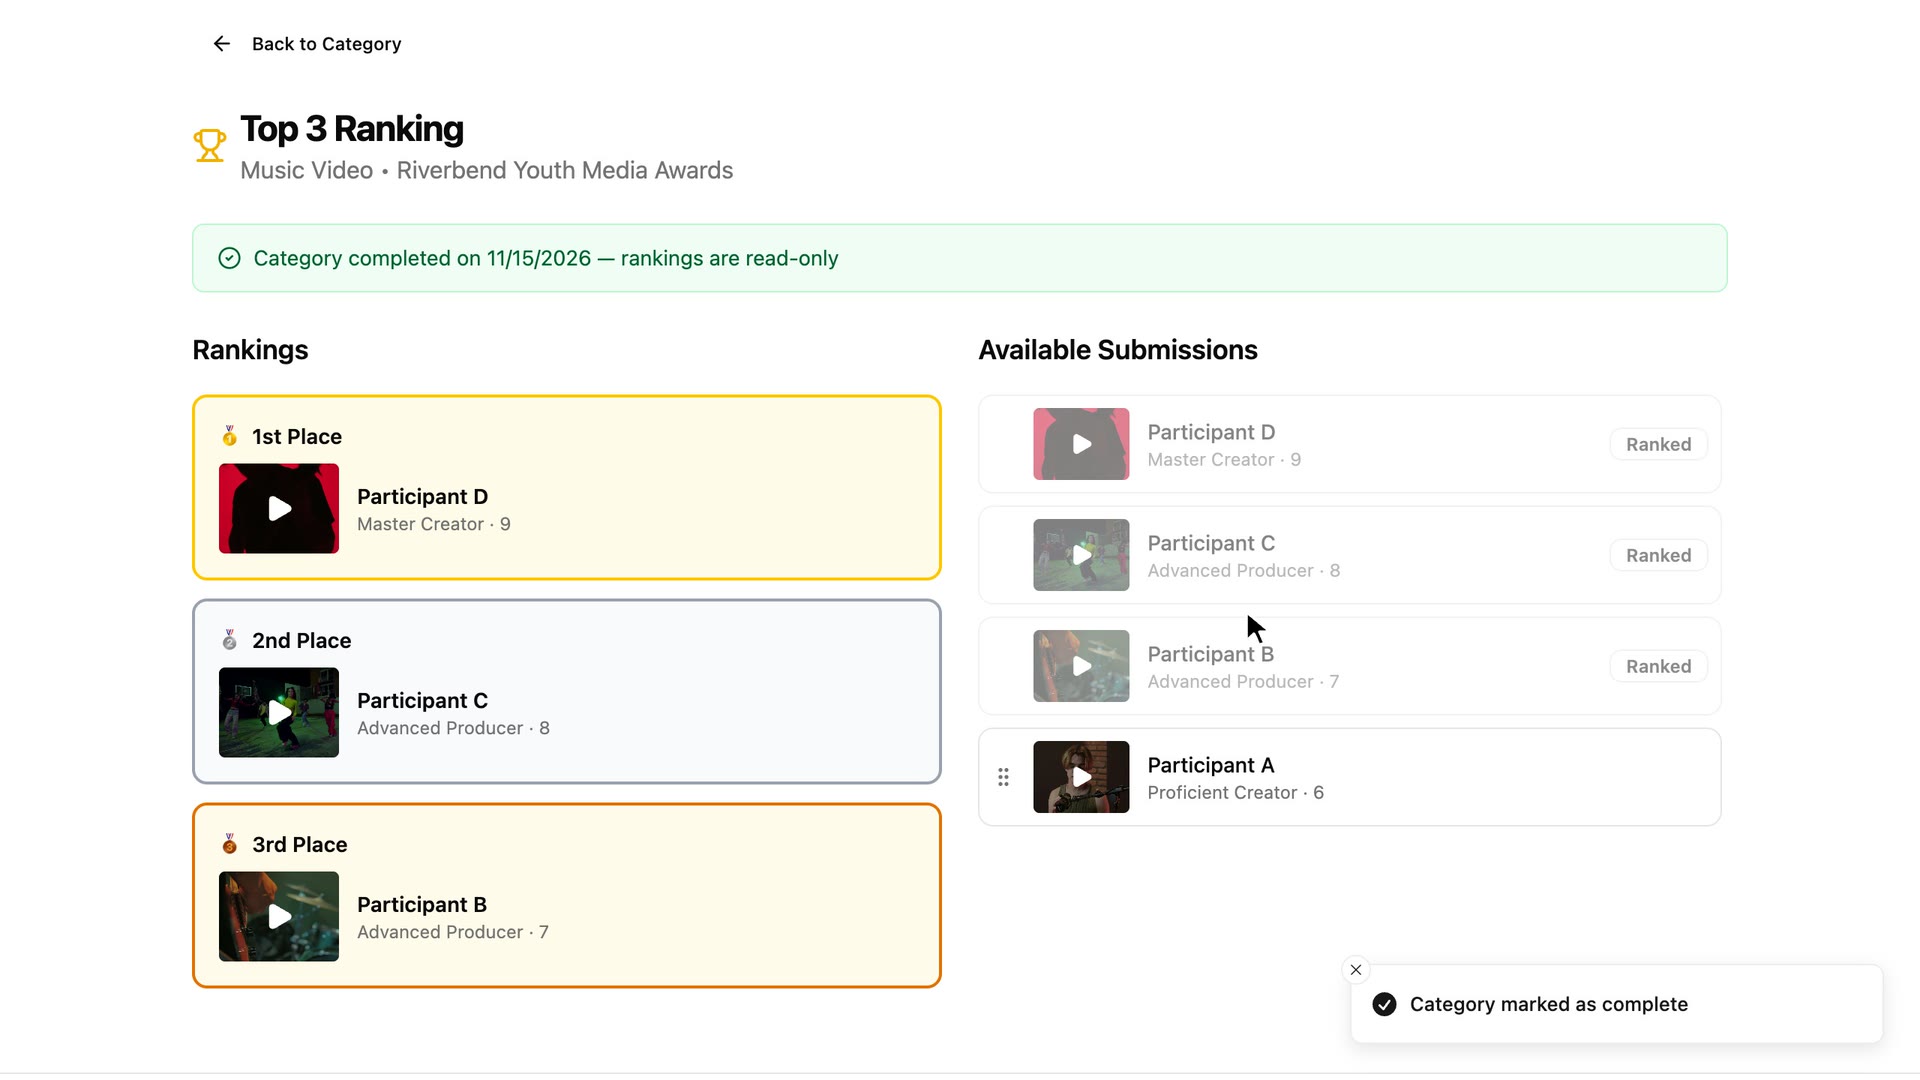 Back to Category
Top 3 Ranking
Music Video • Riverbend Youth Media Awards
Category completed on 11/15/2026 — rankings are read-only
Rankings
1st Place
Participant D
Master Creator · 9
2nd Place
Participant C
Advanced Producer · 8
3rd Place
Participant B
Advanced Producer · 7
Available Submissions
Participant D
Master Creator · 9
Ranked
Participant C
Advanced Producer · 8
Ranked
Participant B
Advanced Producer · 7
Ranked
Participant A
Proficient Creator · 6
Category marked as complete